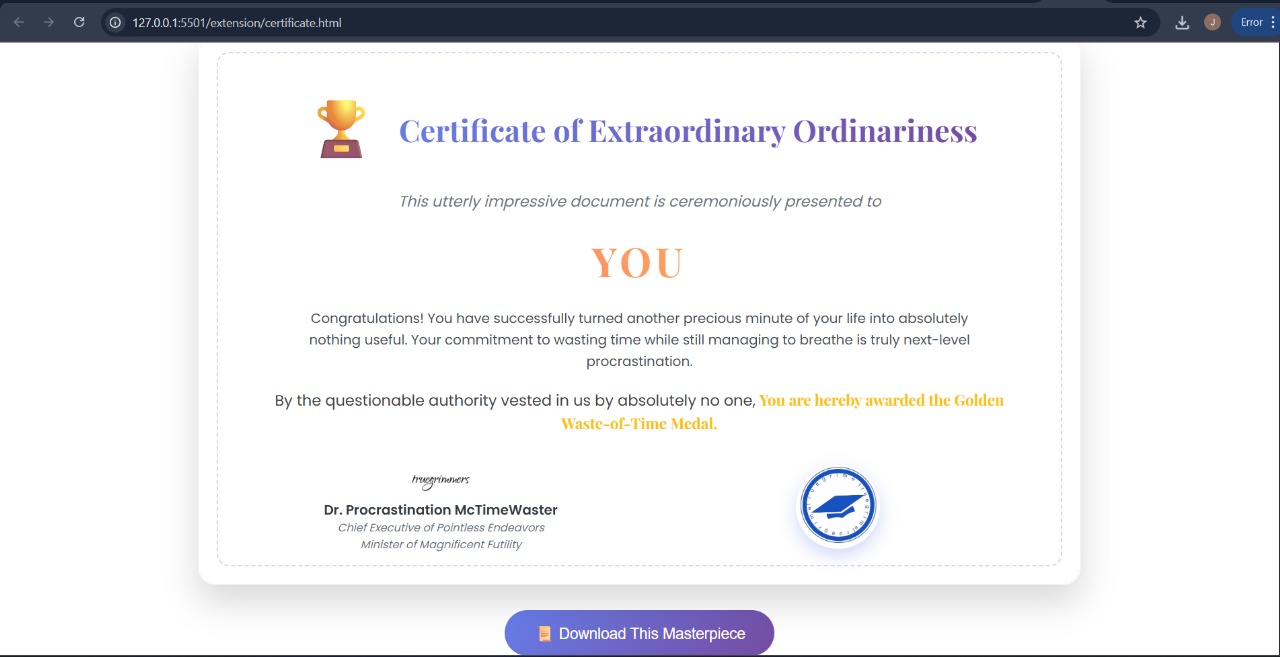 127.0.0.1:5501/extension/certificate.html
J
Error
Certificate of Extraordinary Ordinariness
This utterly impressive document is ceremoniously presented to
YOU
Congratulations! You have successfully turned another precious minute of your life into absolutely
nothing useful. Your commitment to wasting time while still managing to breathe is truly next-level
procrastination.
By the questionable authority vested in us by absolutely no one, You are hereby awarded the Golden
Waste-of-Time Medal.
truegrimmers
Dr. Procrastination McTimeWaster
Chief Executive of Pointless Endeavors
Minister of Magnificent Futility
Download This Masterpiece